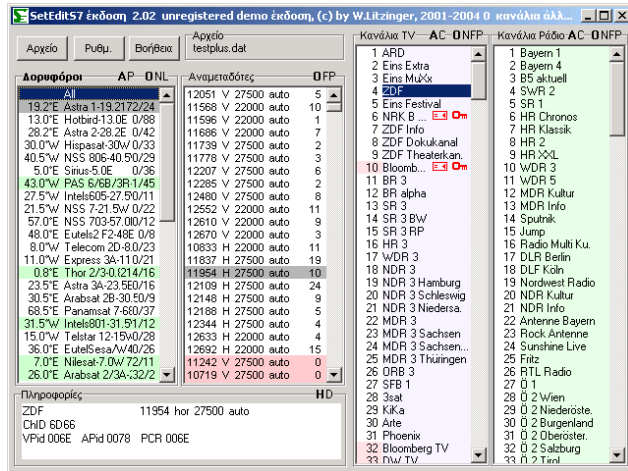 SetEditS7 έκδοση 2.02 unregistered demo έκδοση, (c) by W.Litzinger, 2001-2004 0 κανάλια άλλ...
Αρχείο Ρυθμ. Βοήθεια
Αρχείο
testplus.dat
Δορυφόροι AP-0NL
All
19.2°E Astra 1-19.2172/24
13.0°E Hotbird-13.0E 0/88
28.2°E Astra 2-28.2E 0/42
30.0°W Hispasat-30W 0/33
40.5°W NSS 806-40.5\0/29
5.0°E Sirius-5.0E 0/36
43.0°W PAS 6/6B/3R-1/45
27.5°W Intels605-27.5\0/11
21.5°W NSS 7-21.5W 0/22
57.0°E NSS 703-57.0\0/12
48.0°E Eutels2 F2-48E 0/8
8.0°W Telecom 2D-8.0/23
11.0°W Express 3A-11 0/21
0.8°E Thor 2/3-0.(214/16
23.5°E Astra 3A-23.5E0/16
30.5°E Arabsat 2B-30.50/9
68.5°E Panamsat 7-6\0/37
31.5°W Intels801-31.51/12
15.0°W Telstar 12-15\0/28
36.0°E EutelSesa/W40/26
7.0°E Nilesat-7.0W 72/11
26.0°E Arabsat 2/3A-:32/2
Αναμεταδότες 0FP
12051 V 27500 auto 5
11568 V 22000 auto 10
11596 V 22000 auto 1
11686 V 22000 auto 7
11739 V 27500 auto 2
11778 V 27500 auto 3
12207 V 27500 auto 6
12285 V 27500 auto 2
12480 V 27500 auto 8
12552 V 22000 auto 11
12610 V 22000 auto 9
12670 V 22000 auto 3
10833 H 22000 auto 11
11837 H 27500 auto 19
11954 H 27500 auto 10
12109 H 27500 auto 24
12148 H 27500 auto 9
12188 H 27500 auto 5
12344 H 27500 auto 4
12633 H 22000 auto 4
12692 H 22000 auto 15
11242 V 27500 auto 0
10719 V 27500 auto 0
Πληροφορίες HD
ZDF 11954 hor 27500 auto
ChID 6D66
VPid 006E APid 0078 PCR 006E
Κανάλια TV AC-0NFP
1 ARD
2 Eins Extra
3 Eins MuXx
4 ZDF
5 Eins Festival
6 NRK B ...
7 ZDF Info
8 ZDF Dokukanal
9 ZDF Theaterkan.
10 Bloomb...
11 BR 3
12 BR alpha
13 SR 3
14 SR 3 BW
15 SR 3 RP
16 HR 3
17 WDR 3
18 NDR 3
19 NDR 3 Hamburg
20 NDR 3 Schleswig
21 NDR 3 Niedersa.
22 MDR 3
23 MDR 3 Sachsen
24 MDR 3 Sachsen...
25 MDR 3 Thüringen
26 ORB 3
27 SFB 1
28 3sat
29 KiKa
30 Arte
31 Phoenix
32 Bloomberg TV
33 DW TV
Κανάλια Ράδιο AC-0NFP
1 Bayern 1
2 Bayern 4
3 B5 aktuell
4 SWR 2
5 SR 1
6 HR Chronos
7 HR Klassik
8 HR 2
9 HR XXL
10 WDR 3
11 WDR 5
12 MDR Kultur
13 MDR Info
14 Sputnik
15 Jump
16 Radio Multi Ku.
17 DLR Berlin
18 DLF Köln
19 Nordwest Radio
20 NDR Kultur
21 NDR Info
22 Antenne Bayern
23 Rock Antenne
24 Sunshine Live
25 Fritz
26 RTL Radio
27 Ö 1
28 Ö 2 Wien
29 Ö 2 Niederöste.
30 Ö 2 Burgenland
31 Ö 2 Oberöster.
32 Ö 2 Salzburg
33 Ö 2 Tirol